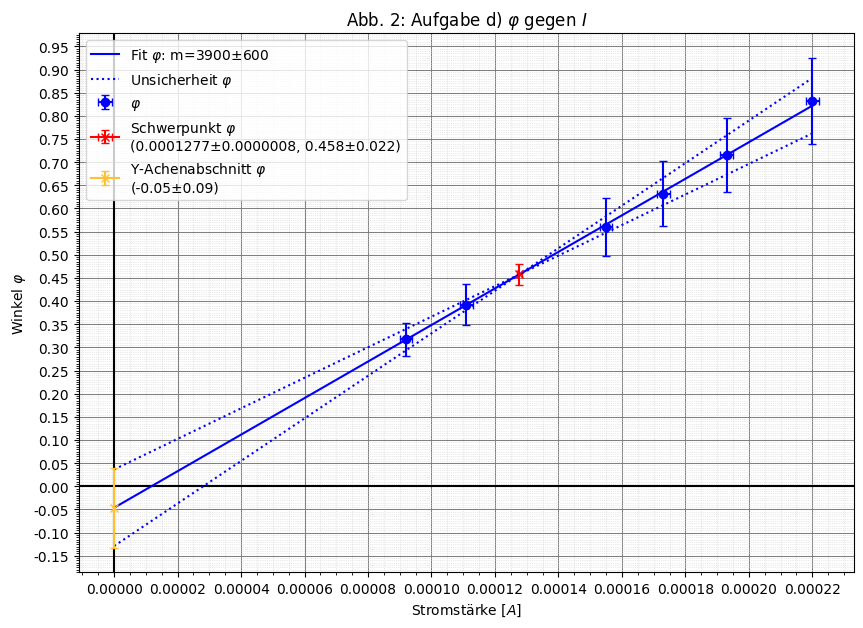 Abb. 2: Aufgabe d) φ gegen I
Fit φ: m=3900±600
Unsicherheit φ
φ
Schwerpunkt φ
(0.0001277±0.0000008, 0.458±0.022)
Y-Achenabschnitt φ
(-0.05±0.09)
Winkel φ
0.95
0.90
0.85
0.80
0.75
0.70
0.65
0.60
0.55
0.50
0.45
0.40
0.35
0.30
0.25
0.20
0.15
0.10
0.05
0.00
-0.05
-0.10
-0.15
0.00000 0.00002 0.00004 0.00006 0.00008 0.00010 0.00012 0.00014 0.00016 0.00018 0.00020 0.00022
Stromstärke [A]